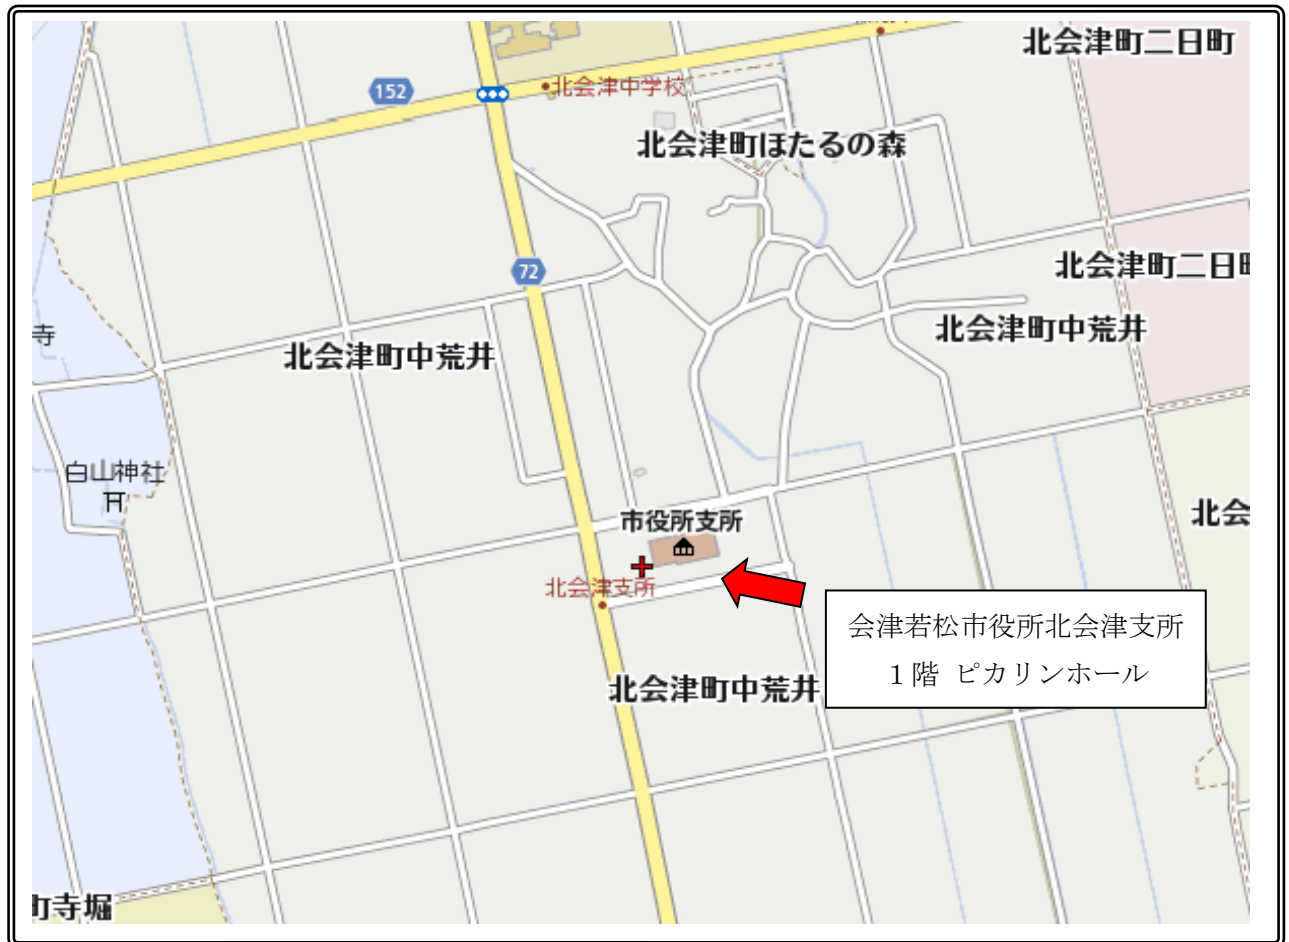 北会津町二日町
152
北会津中学校
北会津町ほたるの森
北会津町二日町
72
寺
北会津町中荒井
北会津町中荒井
白山神社
北会
市役所支所
北会津支所
会津若松市役所北会津支所
１階 ピカリンホール
北会津町中荒井
町寺堀